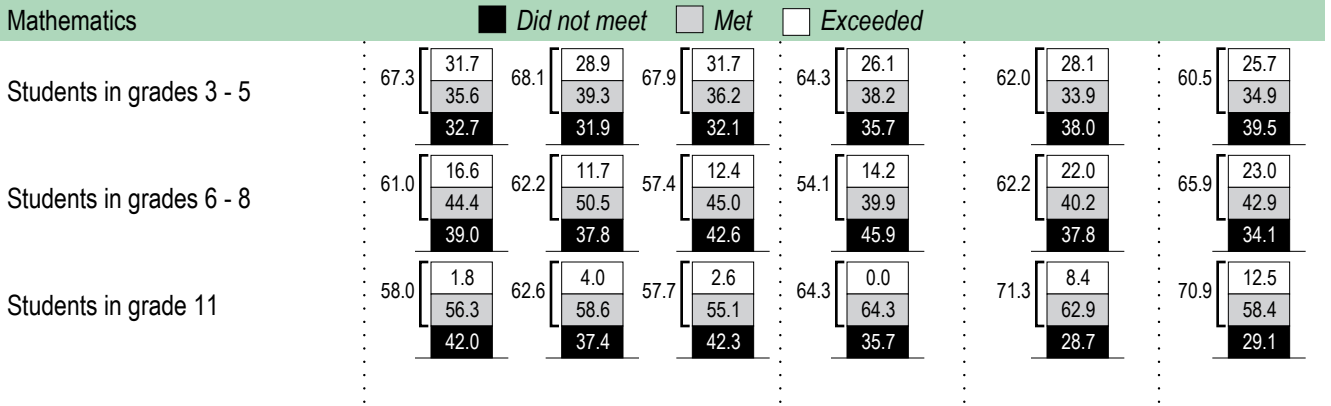 Mathematics Did not meet Met Exceeded
31.7 28.9 31.7 26.1 28.1 25.7
67.3 68.1 67.9 64.3 62.0 60.5
Students in grades 3 - 5 35.6 39.3 36.2 38.2 33.9 34.9
32.7 31.9 32.1 35.7 38.0 39.5
16.6 11.7 12.4 14.2 22.0 23.0
61.0 62.2 57.4 54.1 62.2 65.9
Students in grades 6 - 8 44.4 50.5 45.0 39.9 40.2 42.9
39.0 37.8 42.6 45.9 37.8 34.1
1.8 4.0 2.6 0.0 8.4 12.5
58.0 62.6 57.7 64.3 71.3 70.9
Students in grade 11 56.3 58.6 55.1 64.3 62.9 58.4
42.0 37.4 42.3 35.7 28.7 29.1